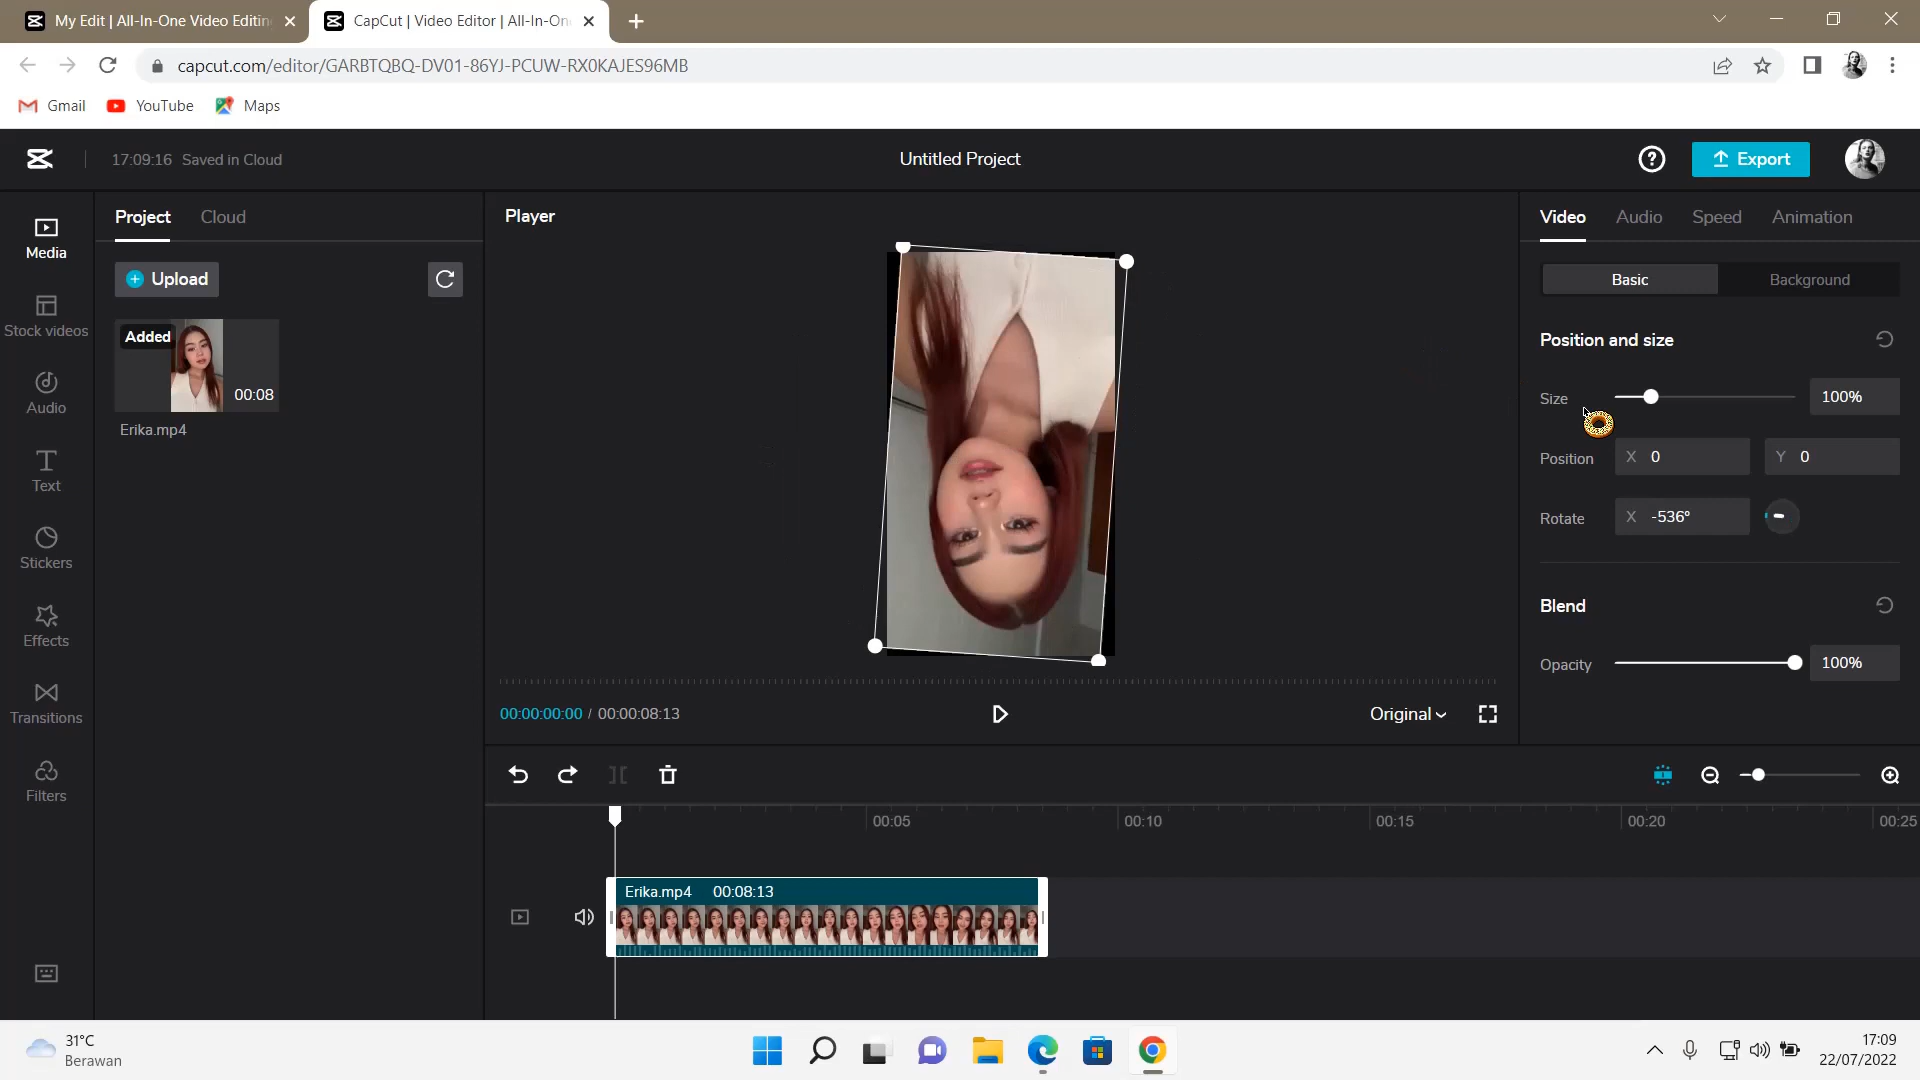 My Edit | All-In-One Video Editin
CapCut | Video Editor | All-In-On
capcut.com/editor/GARBTQBQ-DV01-86YJ-PCUW-RX0KAJES96MB
Gmail
YouTube
Maps
17:09:16 Saved in Cloud
Untitled Project
Export
Media
Stock videos
Audio
Text
Stickers
Effects
Transitions
Filters
Project
Cloud
Upload
Added
00:08
Erika.mp4
Player
00:00:00:00 / 00:00:08:13
Original
Video
Audio
Speed
Animation
Basic
Background
Position and size
Size
100%
Position
X 0
Y 0
Rotate
X -536°
Blend
Opacity
100%
00:05
00:10
00:15
00:20
00:25
Erika.mp4 00:08:13
31°C
Berawan
17:09
22/07/2022